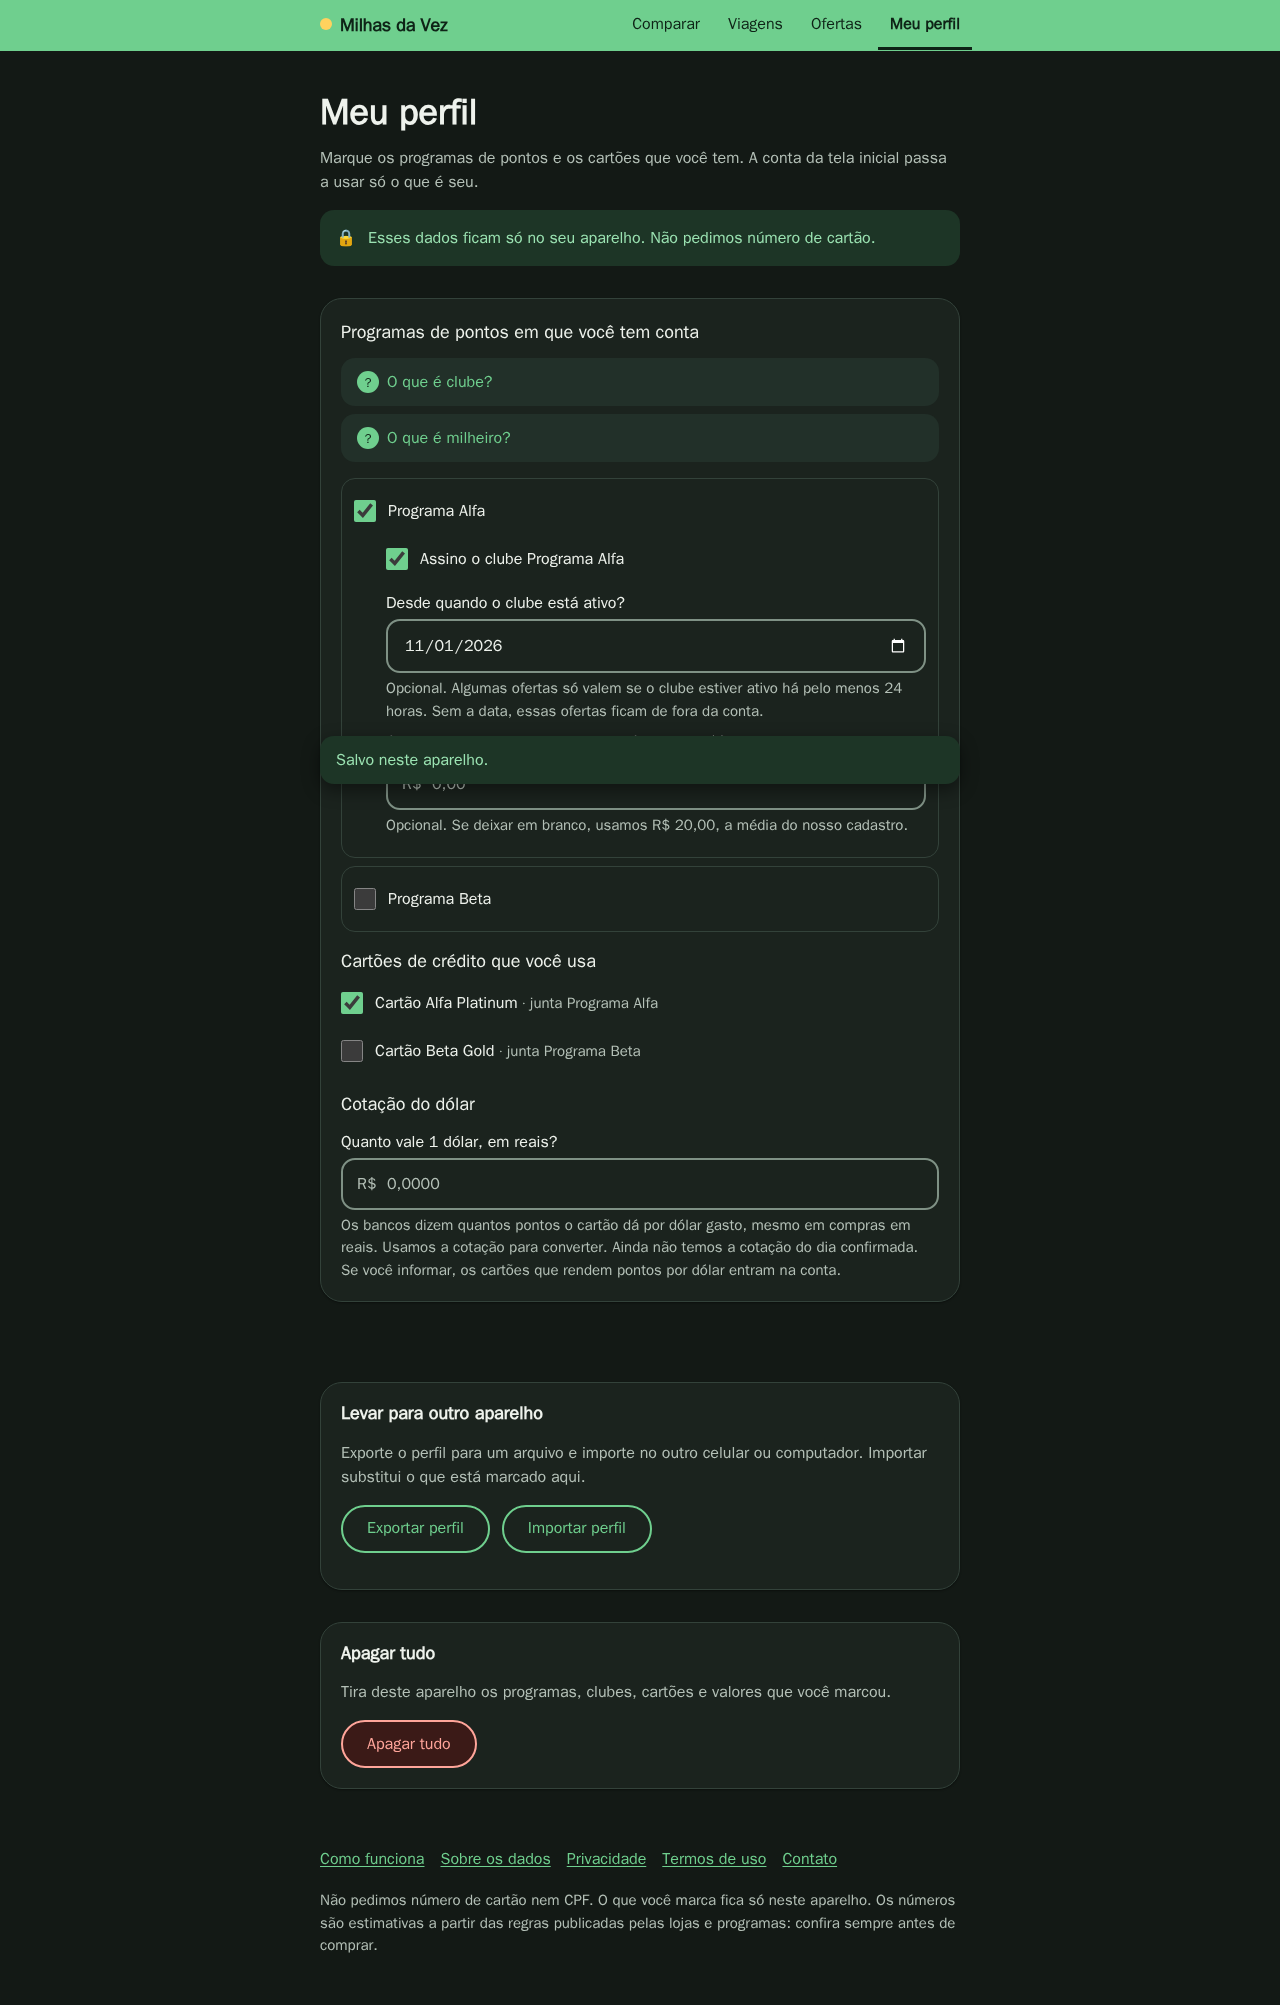 Milhas da Vez
Comparar
Viagens
Ofertas
Meu perfil
Meu perfil
Marque os programas de pontos e os cartões que você tem. A conta da tela inicial passa
a usar só o que é seu.
Esses dados ficam só no seu aparelho. Não pedimos número de cartão.
Programas de pontos em que você tem conta
? O que é clube?
? O que é milheiro?
Programa Alfa
Assino o clube Programa Alfa
Desde quando o clube está ativo?
11/01/2026
Opcional. Algumas ofertas só valem se o clube estiver ativo há pelo menos 24
horas. Sem a data, essas ofertas ficam de fora da conta.
Salvo neste aparelho.
R$ 0,00
Opcional. Se deixar em branco, usamos R$ 20,00, a média do nosso cadastro.
Programa Beta
Cartões de crédito que você usa
Cartão Alfa Platinum · junta Programa Alfa
Cartão Beta Gold · junta Programa Beta
Cotação do dólar
Quanto vale 1 dólar, em reais?
R$ 0,0000
Os bancos dizem quantos pontos o cartão dá por dólar gasto, mesmo em compras em
reais. Usamos a cotação para converter. Ainda não temos a cotação do dia confirmada.
Se você informar, os cartões que rendem pontos por dólar entram na conta.
Levar para outro aparelho
Exporte o perfil para um arquivo e importe no outro celular ou computador. Importar
substitui o que está marcado aqui.
Exportar perfil
Importar perfil
Apagar tudo
Tira deste aparelho os programas, clubes, cartões e valores que você marcou.
Apagar tudo
Como funciona
Sobre os dados
Privacidade
Termos de uso
Contato
Não pedimos número de cartão nem CPF. O que você marca fica só neste aparelho. Os números
são estimativas a partir das regras publicadas pelas lojas e programas: confira sempre antes de
comprar.